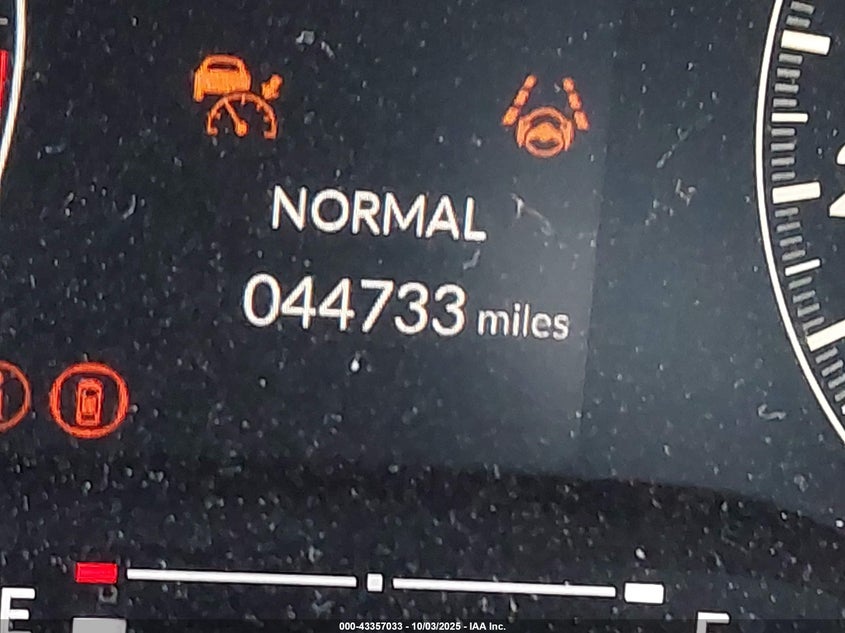 NORMAL
044733 miles
E
F
000-43357033 - 10/03/2025 - IAA Inc.